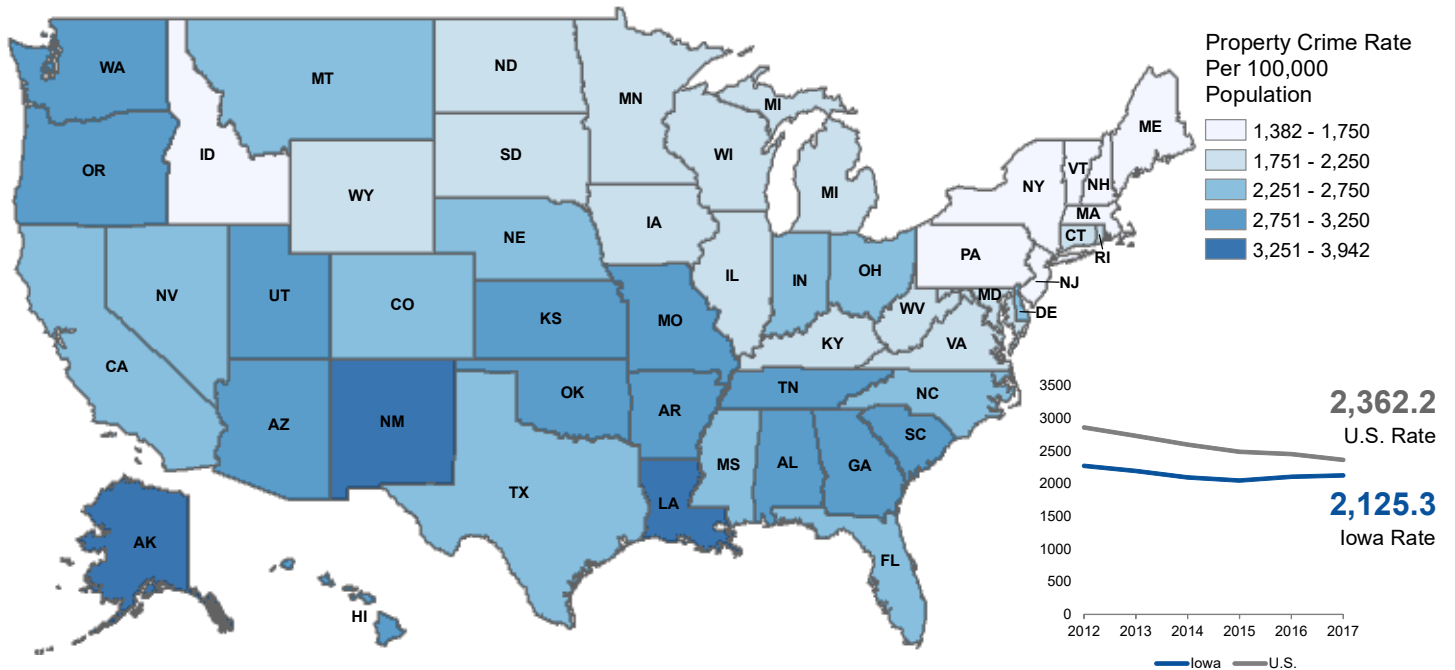 Property Crime Rate
Per 100,000
Population
1,382 - 1,750
1,751 - 2,250
2,251 - 2,750
2,751 - 3,250
3,251 - 3,942
WA
MT
ND
MN
MI
ME
OR
ID
SD
WI
MI
NY
VT
NH
WY
IA
MA
CT
RI
NE
PA
NJ
NV
UT
CO
IL
IN
OH
MD
DE
KS
MO
WV
CA
KY
VA
AZ
NM
OK
AR
TN
NC
SC
TX
LA
MS
AL
GA
AK
HI
FL
3500
3000
2500
2000
1500
1000
500
0
2012 2013 2014 2015 2016 2017
2,362.2
U.S. Rate
2,125.3
Iowa Rate
Iowa U.S.